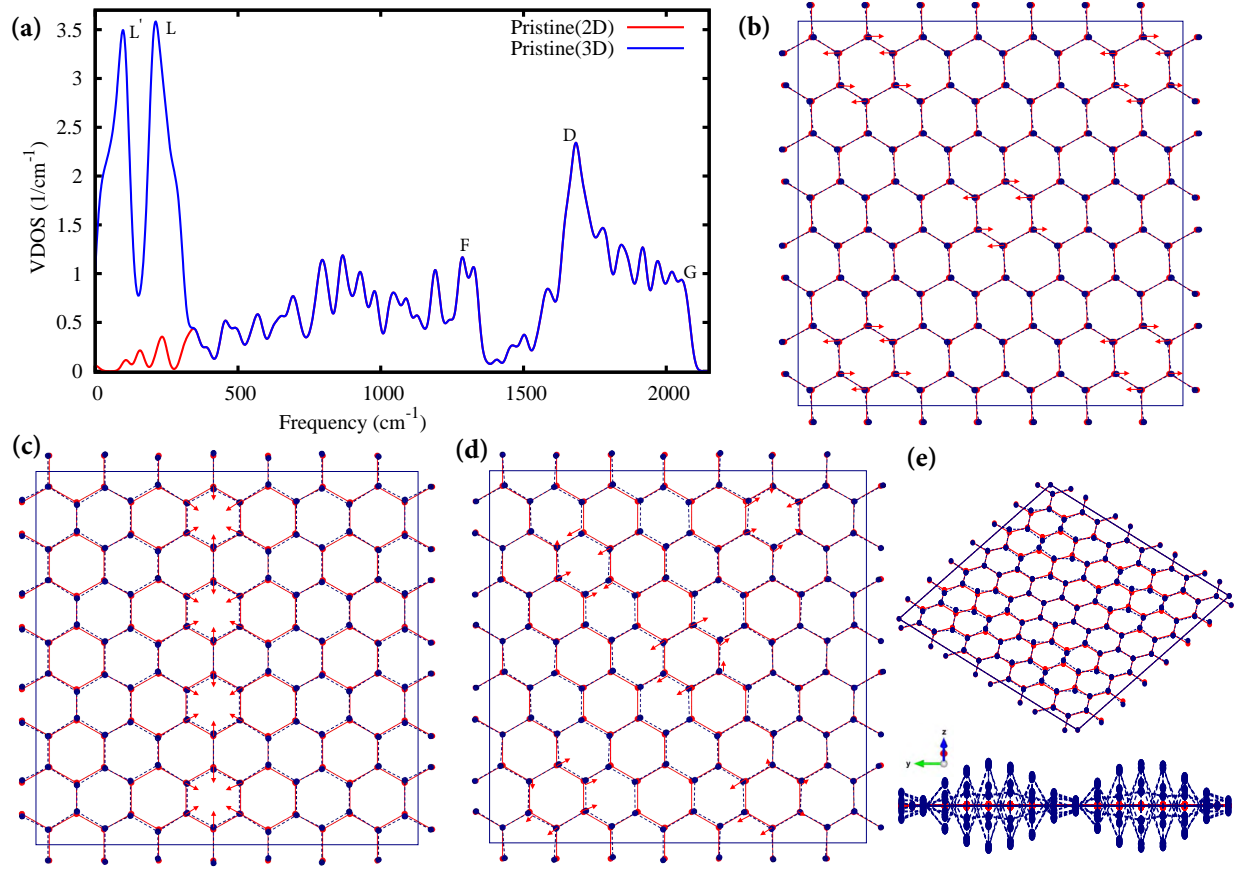 (a)
3.5
3
2.5
2
1.5
1
0.5
0
VDOS (1/cm-1)
L'
L
Pristine(2D)
Pristine(3D)
D
F
G
0
500
1000
1500
2000
Frequency (cm-1)
(b)
(c)
(d)
(e)
z
y